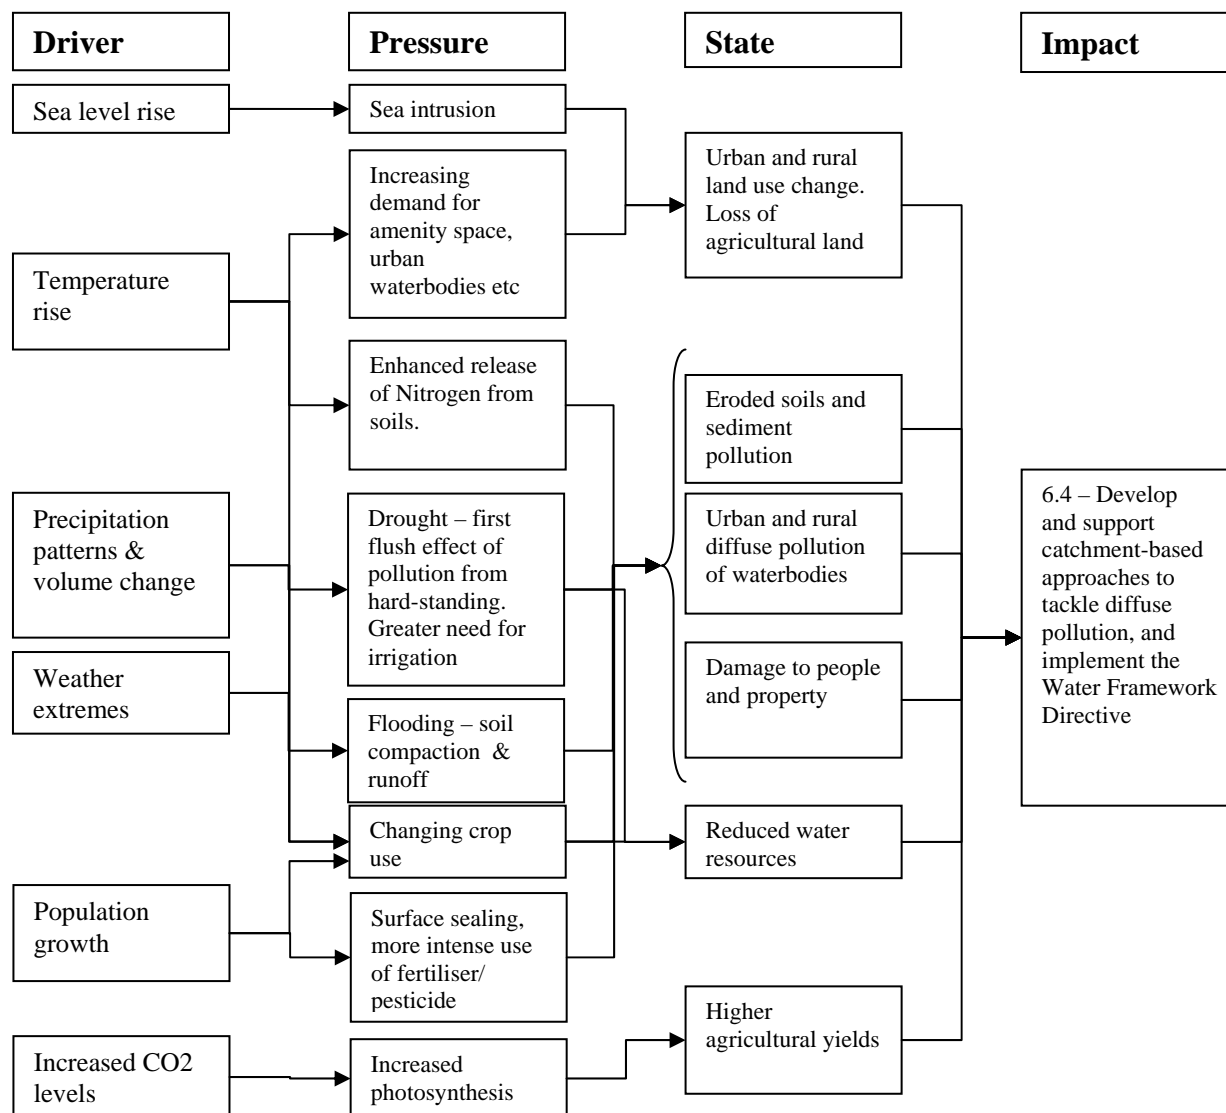 Driver
Pressure
State
Impact
Sea level rise
Sea intrusion
Increasing
demand for
amenity space,
urban
waterbodies etc
Urban and rural
land use change.
Loss of
agricultural land
Temperature
rise
Enhanced release
of Nitrogen from
soils.
Eroded soils and
sediment
pollution
Precipitation
patterns &
volume change
Drought – first
flush effect of
pollution from
hard-standing.
Greater need for
irrigation
Urban and rural
diffuse pollution
of waterbodies
6.4 – Develop
and support
catchment-based
approaches to
tackle diffuse
pollution, and
implement the
Water Framework
Directive
Weather
extremes
Damage to people
and property
Flooding – soil
compaction &
runoff
Changing crop
use
Reduced water
resources
Population
growth
Surface sealing,
more intense use
of fertiliser/
pesticide
Higher
agricultural yields
Increased CO2
levels
Increased
photosynthesis